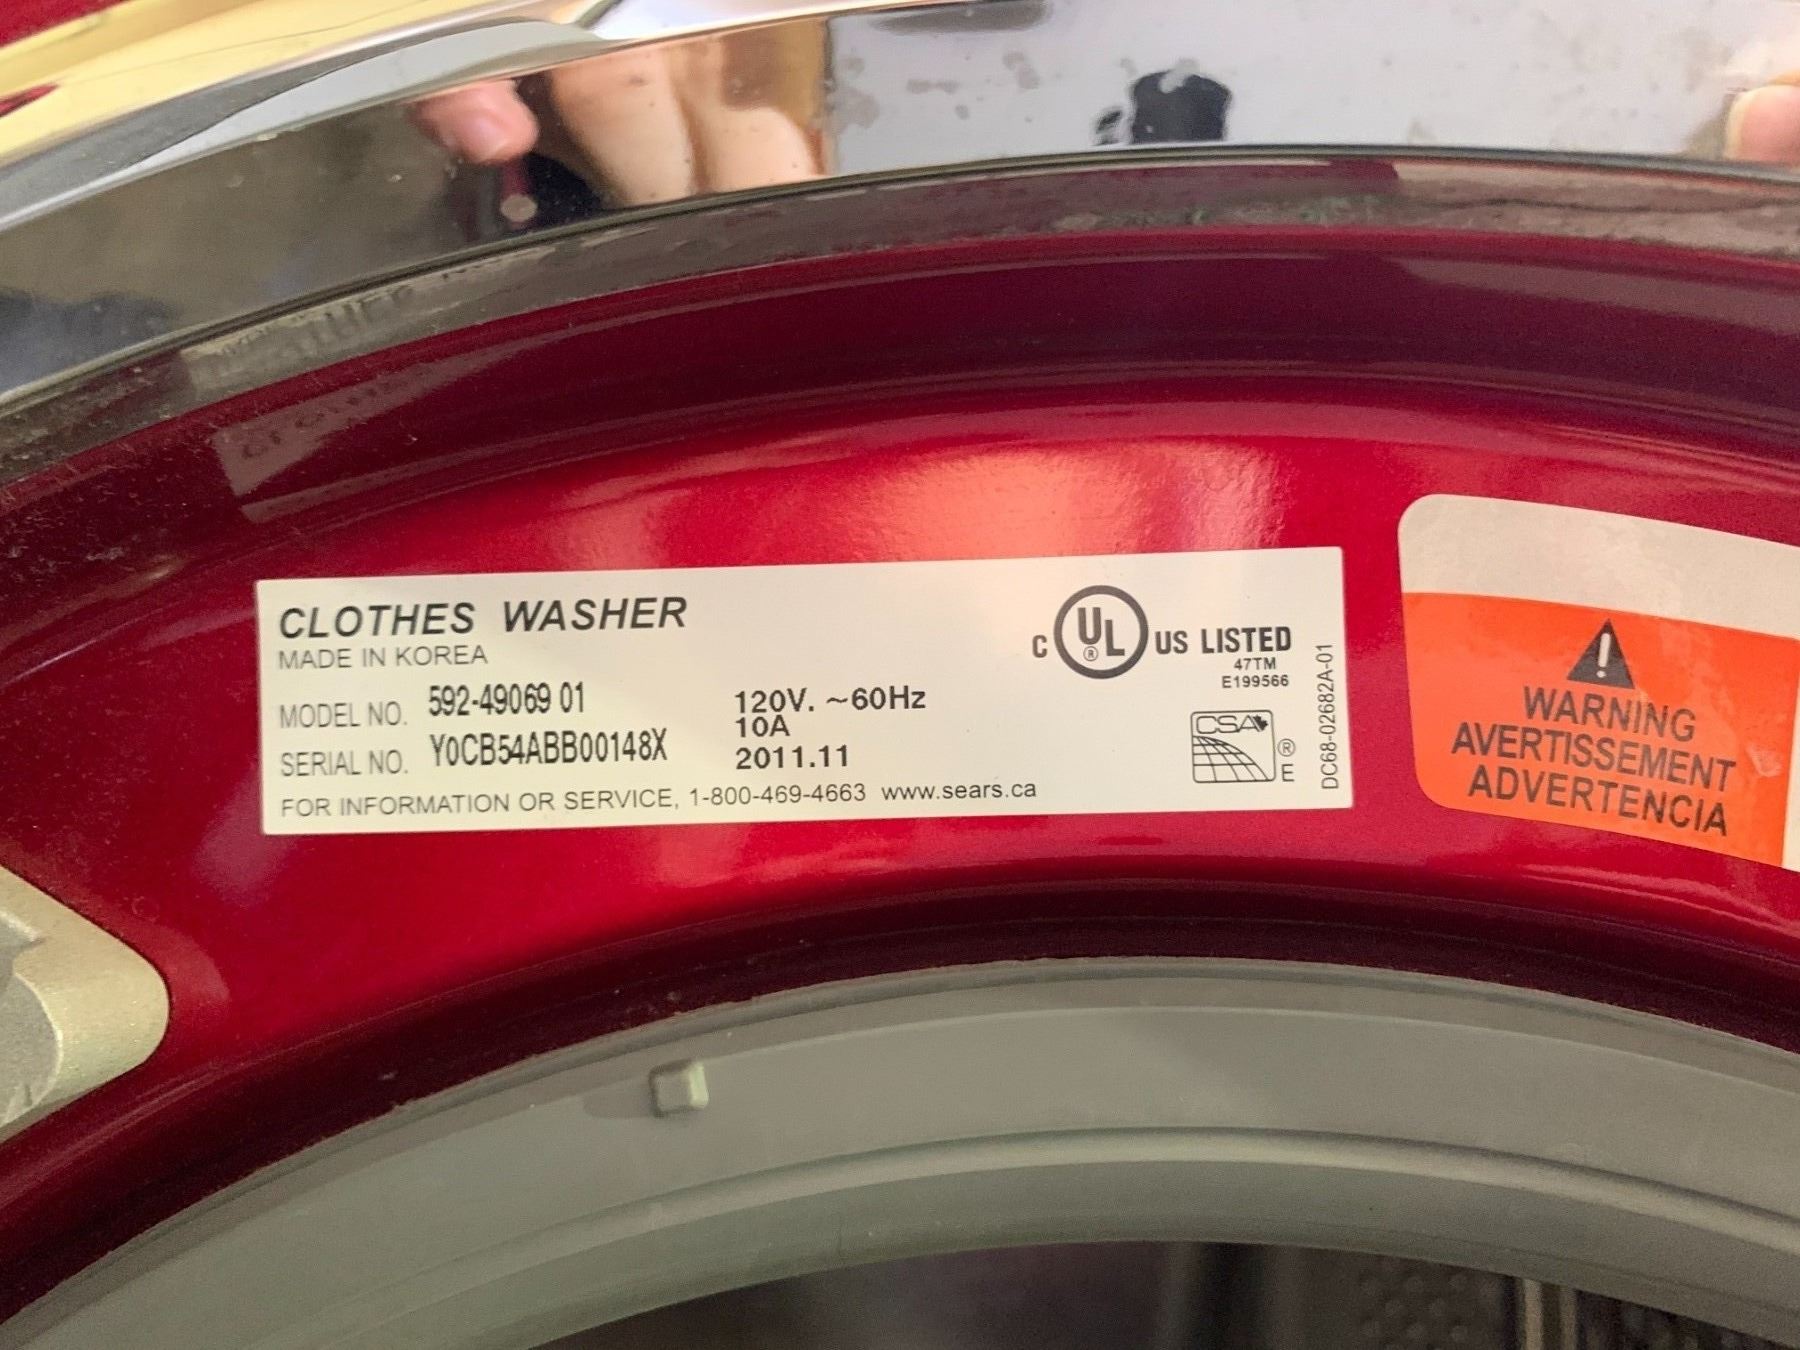 CLOTHES WASHER
MADE IN KOREA
MODEL NO. 592-49069 01
SERIAL NO. Y0CB54ABB00148X
120V. ~60Hz
10A
2011.11
FOR INFORMATION OR SERVICE, 1-800-469-4663 www.sears.ca
C UL ® US LISTED
47TM
E199566
CSA ® E
DC68-02682A-01
WARNING
AVERTISSEMENT
ADVERTENCIA